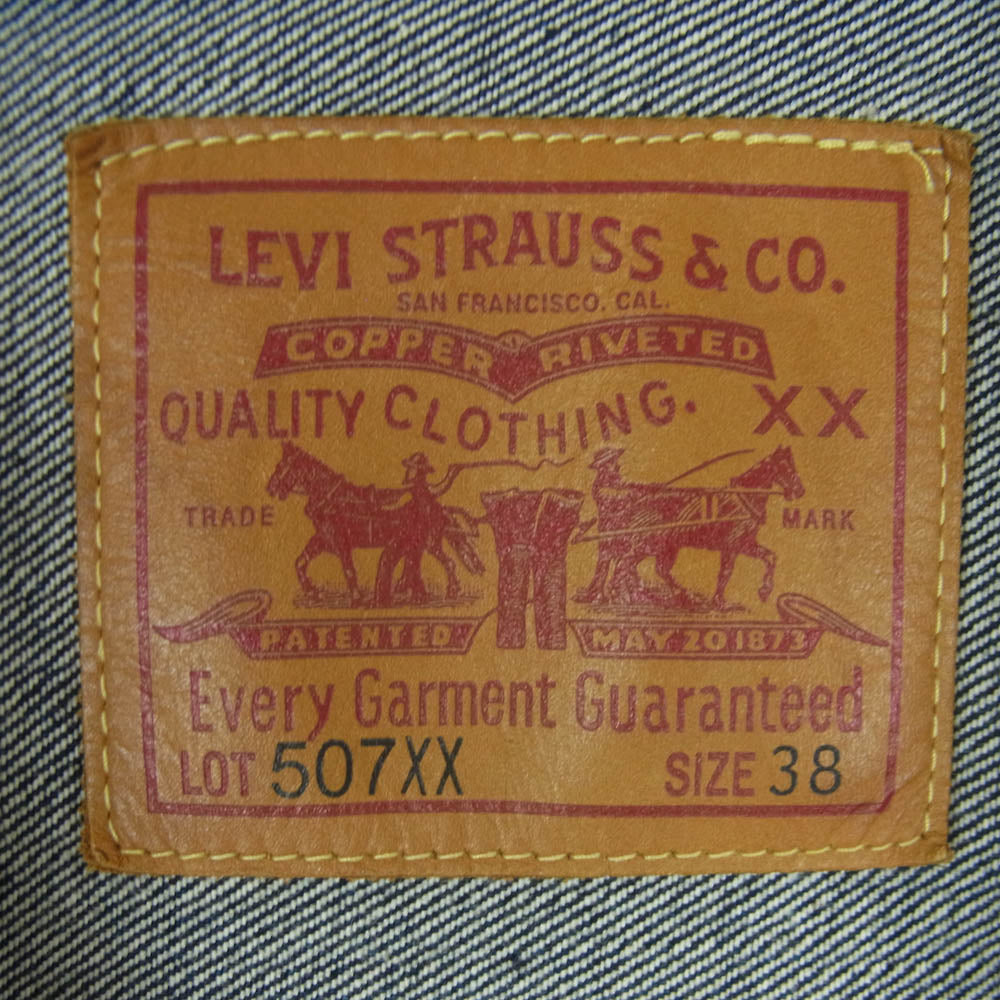 LEVI STRAUSS & CO.
SAN FRANCISCO. CAL.
COPPER RIVETED
QUALITY CLOTHING. XX
TRADE MARK
PATENTED MAY 20 1873
Every Garment Guaranteed
LOT 507XX SIZE 38